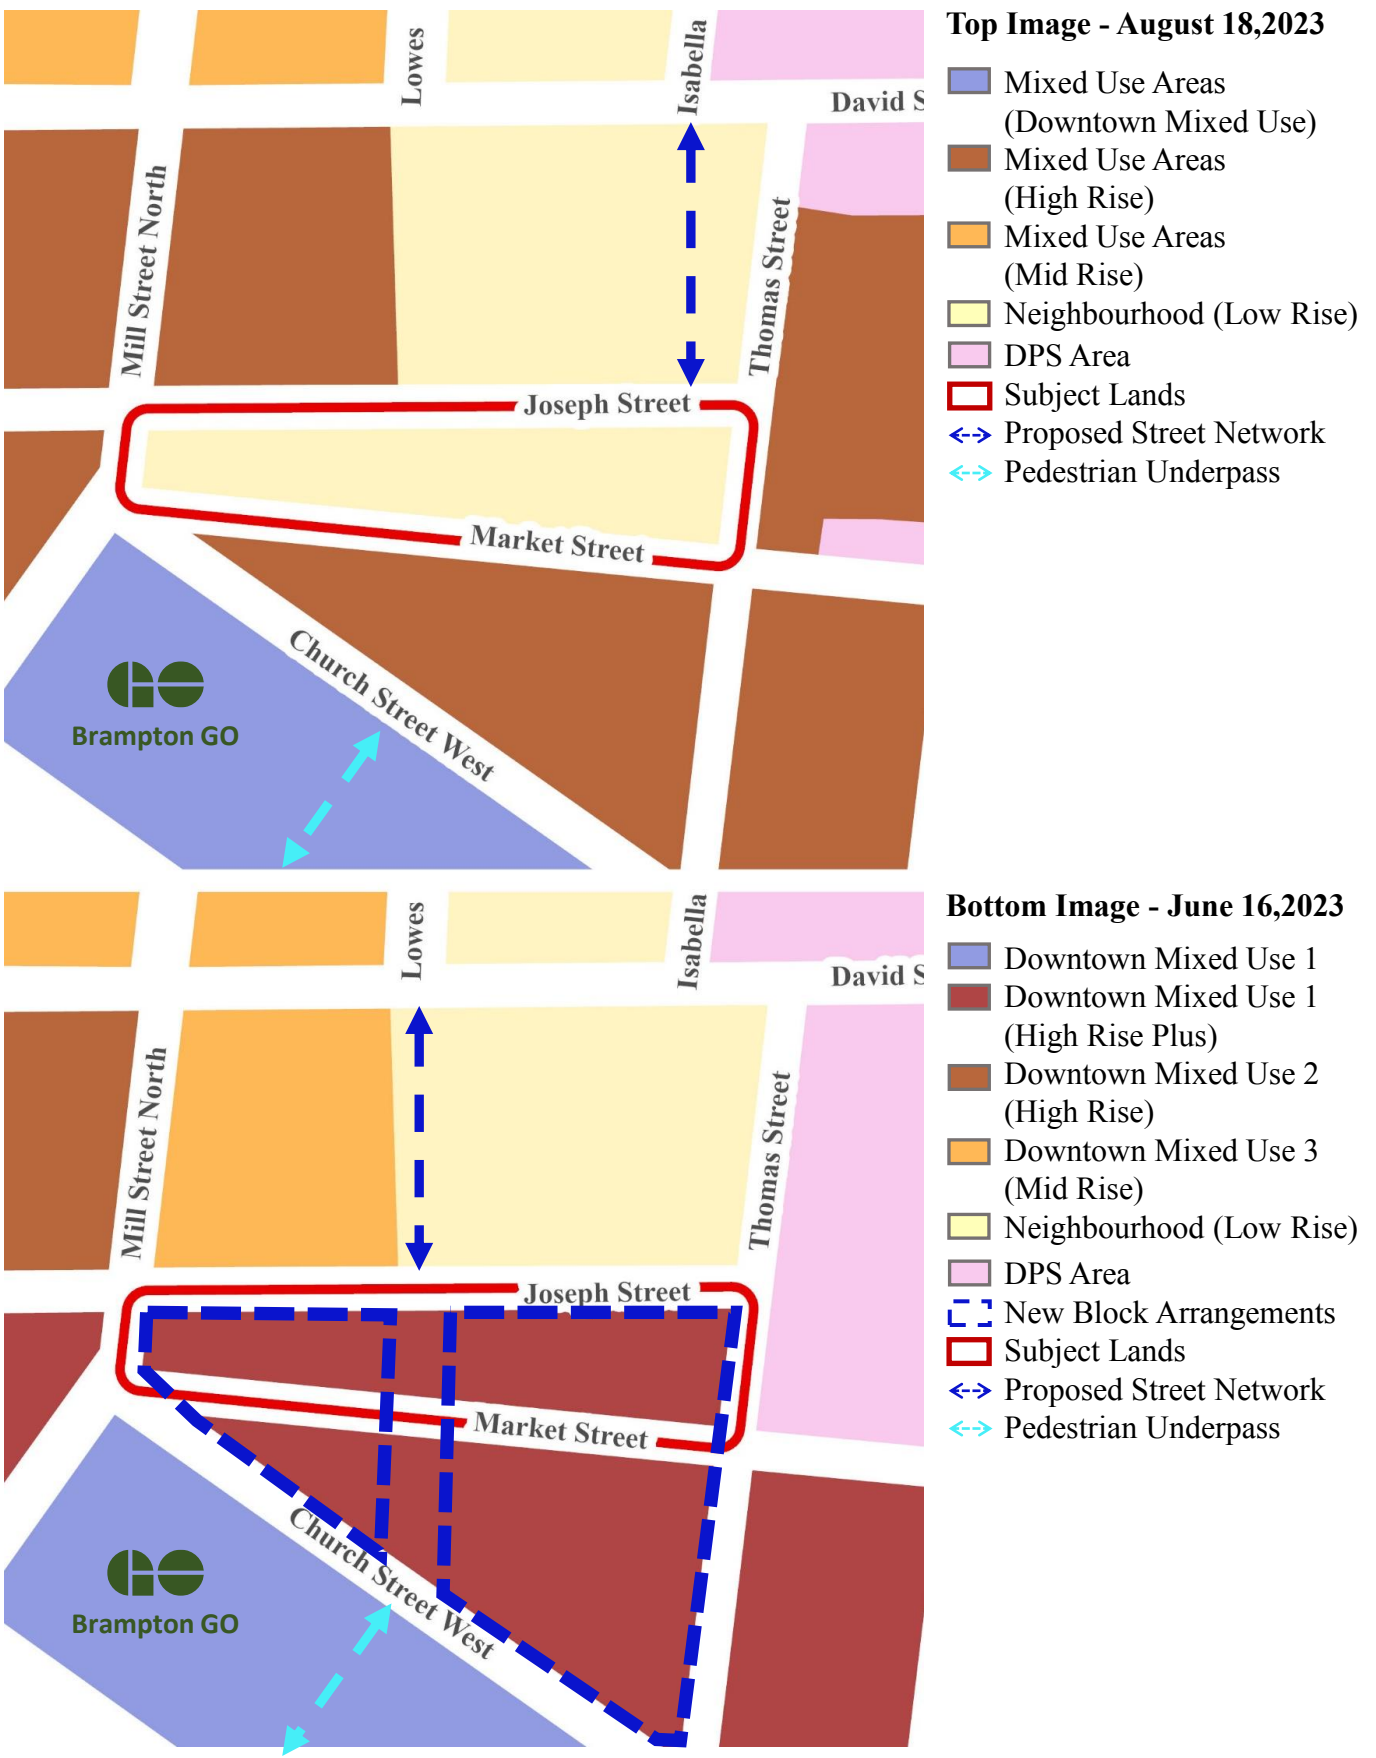 Top Image - August 18,2023
Mixed Use Areas
(Downtown Mixed Use)
Mixed Use Areas
(High Rise)
Mixed Use Areas
(Mid Rise)
Neighbourhood (Low Rise)
DPS Area
Subject Lands
Proposed Street Network
Pedestrian Underpass
Lowes
Isabella
David S
Mill Street North
Thomas Street
Joseph Street
Market Street
Church Street West
GO
Brampton GO
Bottom Image - June 16,2023
Downtown Mixed Use 1
Downtown Mixed Use 1
(High Rise Plus)
Downtown Mixed Use 2
(High Rise)
Downtown Mixed Use 3
(Mid Rise)
Neighbourhood (Low Rise)
DPS Area
New Block Arrangements
Subject Lands
Proposed Street Network
Pedestrian Underpass
Lowes
Isabella
David S
Mill Street North
Thomas Street
Joseph Street
Market Street
Church Street West
GO
Brampton GO